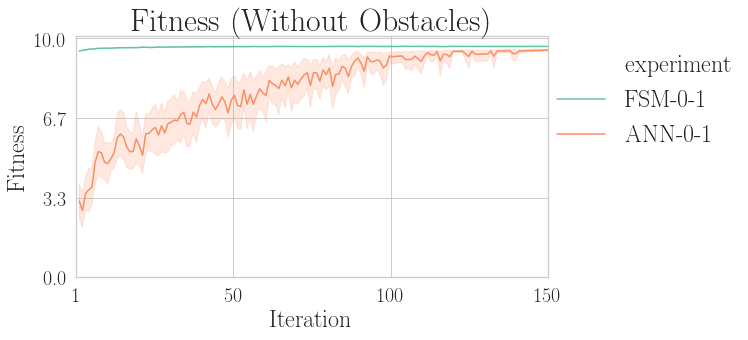 Fitness (Without Obstacles)
10.0
6.7
3.3
0.0
Fitness
1
50
100
150
Iteration
experiment
FSM-0-1
ANN-0-1